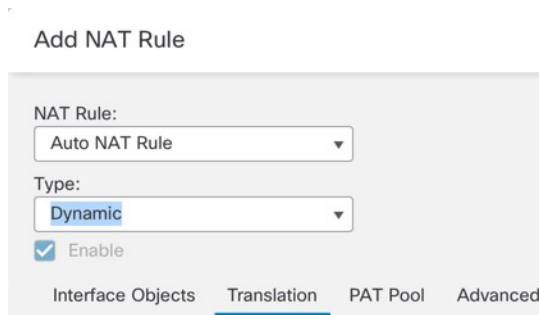 Add NAT Rule
NAT Rule:
Auto NAT Rule
Type:
Dynamic
Enable
Interface Objects Translation PAT Pool Advanced